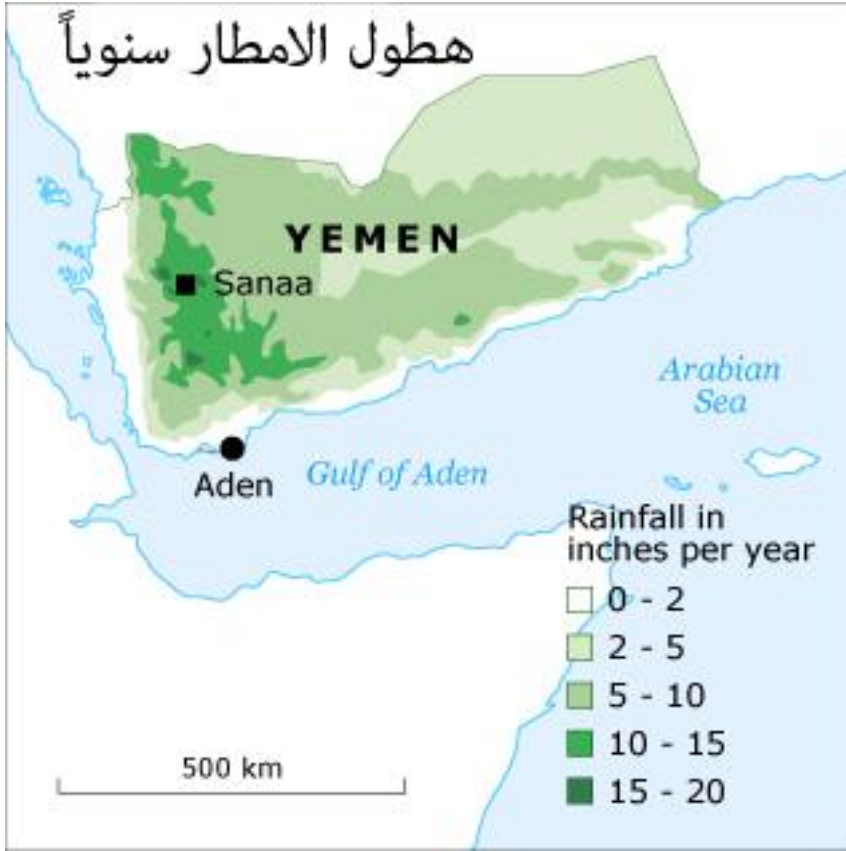 هطول الامطار سنوياً
YEMEN
Sanaa
Arabian
Sea
Gulf of Aden
Aden
Rainfall in
inches per year
0 - 2
2 - 5
5 - 10
10 - 15
15 - 20
500 km